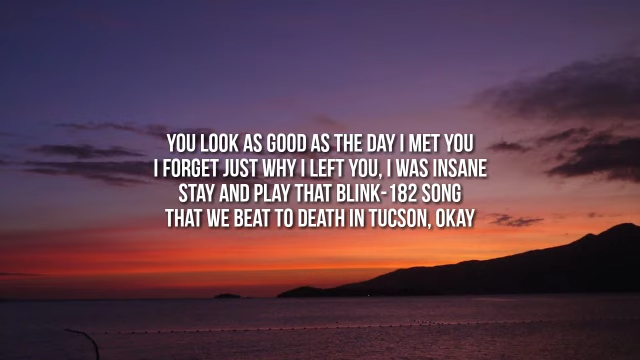 YOU LOOK AS GOOD AS THE DAY I MET YOU
I FORGET JUST WHY I LEFT YOU, I WAS INSANE
STAY AND PLAY THAT BLINK-182 SONG
THAT WE BEAT TO DEATH IN TUCSON, OKAY